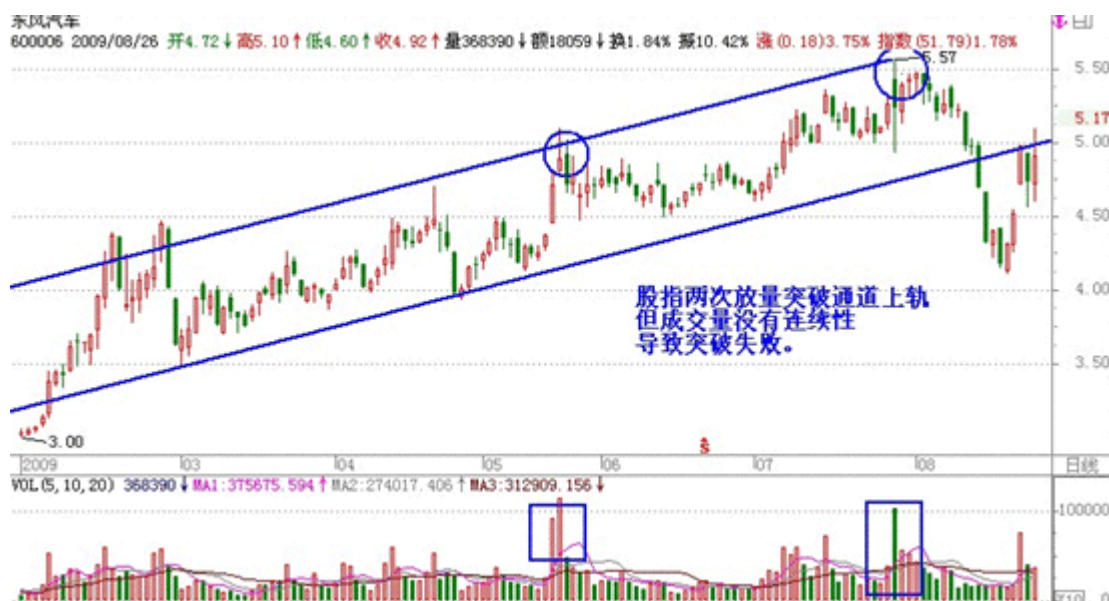 东风汽车
600006 2009/08/26 开4.72↓高5.10↑低4.60↑收4.92↑量368390↓额18059↓换1.84% 振10.42% 涨(0.18)3.75% 指数(51.79)1.78%
5.57
5.50
5.17
5.00
4.50
4.00
3.50
股指两次放量突破通道上轨
但成交量没有连续性
导致突破失败。
3.00
S
2009 03 04 05 06 07 08 日线
VOL(5,10,20) 368390↓MA1:375675.594↑MA2:274017.406↑MA3:312909.156↓
100000
X10 0